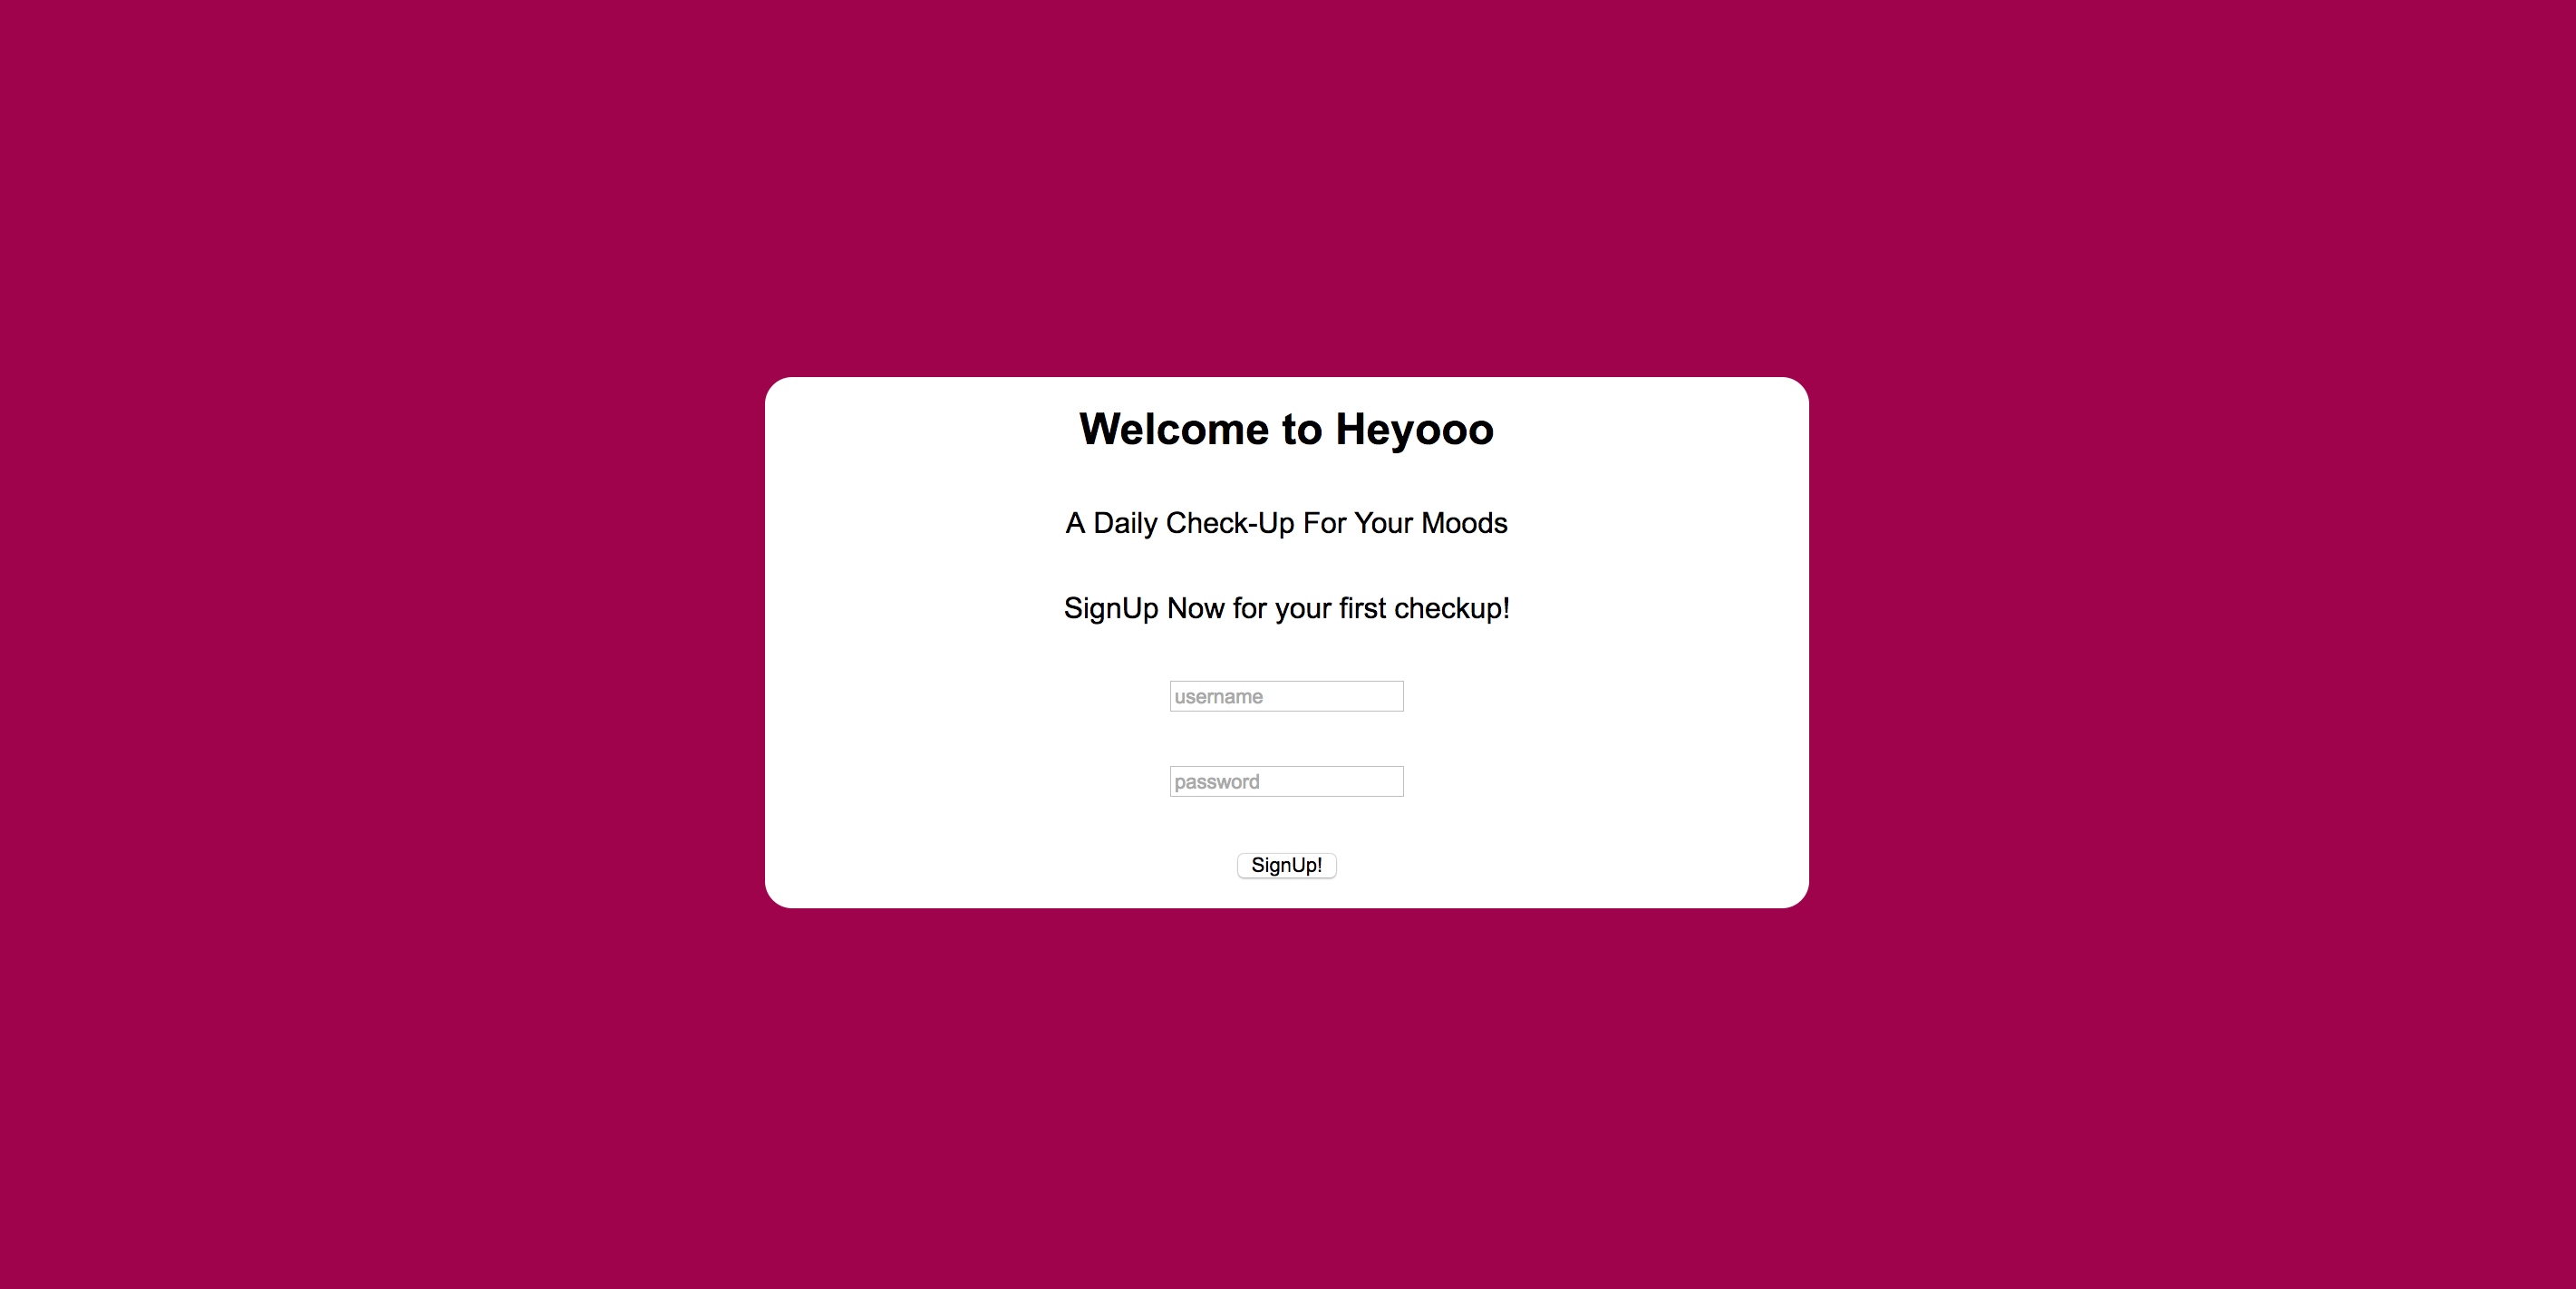 Welcome to Heyooo
A Daily Check-Up For Your Moods
SignUp Now for your first checkup!
username
password
SignUp!